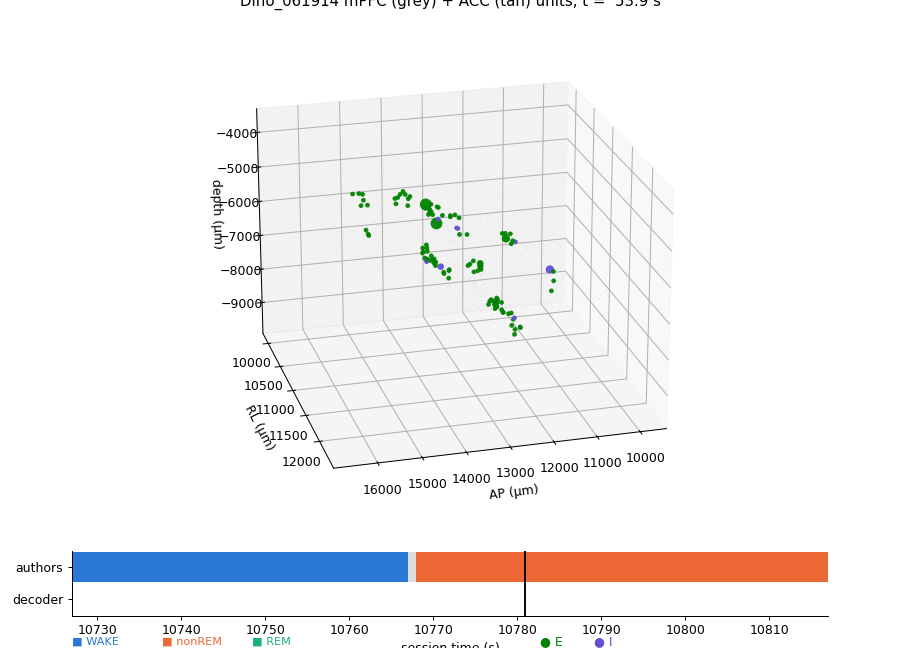 Dino_061914 mPFC (grey) + ACC (tan) units, t = 53.9 s
−4000
−5000
−6000
−7000
−8000
−9000
depth (µm)
10000
10500
11000
11500
12000
RL (µm)
16000 15000 14000 13000 12000 11000 10000
AP (µm)
authors
decoder
10730 10740 10750 10760 10770 10780 10790 10800 10810
session time (s)
WAKE nonREM REM E I